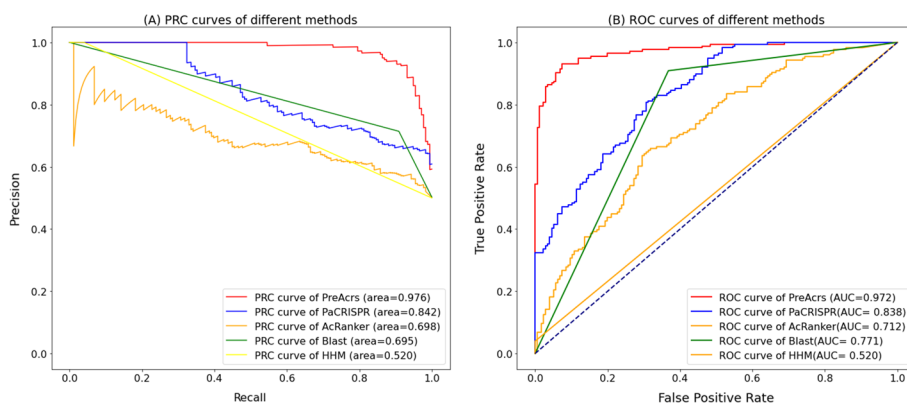 (A) PRC curves of different methods
1.0
0.8
0.6
0.4
0.2
0.0
Precision
PRC curve of PreAcrs (area=0.976)
PRC curve of PaCRISPR (area=0.842)
PRC curve of AcRanker (area=0.698)
PRC curve of Blast (area=0.695)
PRC curve of HHM (area=0.520)
0.0 0.2 0.4 0.6 0.8 1.0
Recall
(B) ROC curves of different methods
1.0
0.8
0.6
0.4
0.2
0.0
True Positive Rate
ROC curve of PreAcrs (AUC=0.972)
ROC curve of PaCRISPR(AUC= 0.838)
ROC curve of AcRanker(AUC= 0.712)
ROC curve of Blast(AUC= 0.771)
ROC curve of HHM(AUC= 0.520)
0.0 0.2 0.4 0.6 0.8 1.0
False Positive Rate